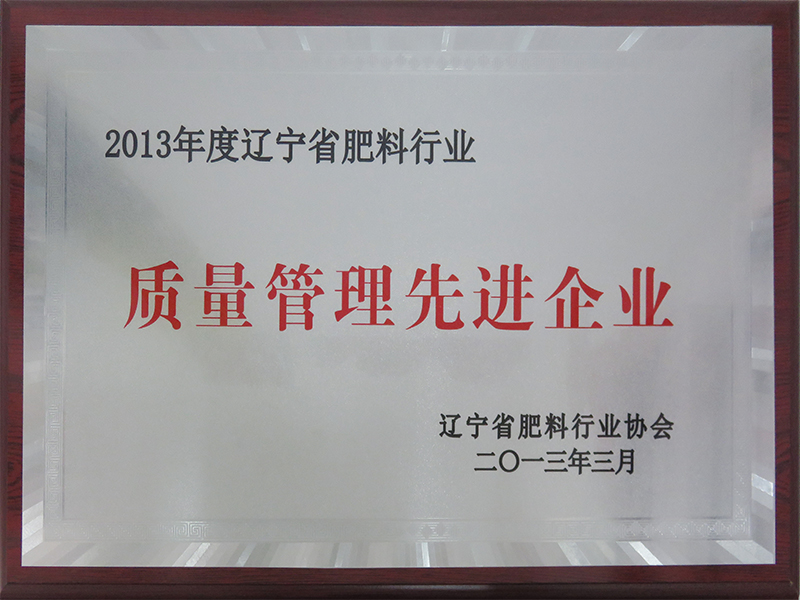 2013年度辽宁省肥料行业
质量管理先进企业
辽宁省肥料行业协会
二〇一三年三月